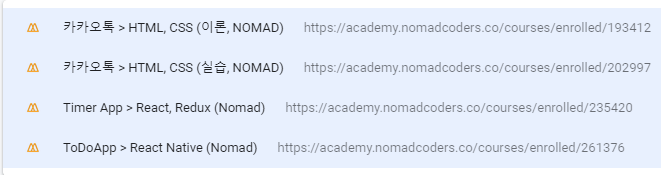 카카오톡 > HTML, CSS (이론, NOMAD) https://academy.nomadcoders.co/courses/enrolled/193412
카카오톡 > HTML, CSS (실습, NOMAD) https://academy.nomadcoders.co/courses/enrolled/202997
Timer App > React, Redux (Nomad) https://academy.nomadcoders.co/courses/enrolled/235420
ToDoApp > React Native (Nomad) https://academy.nomadcoders.co/courses/enrolled/261376